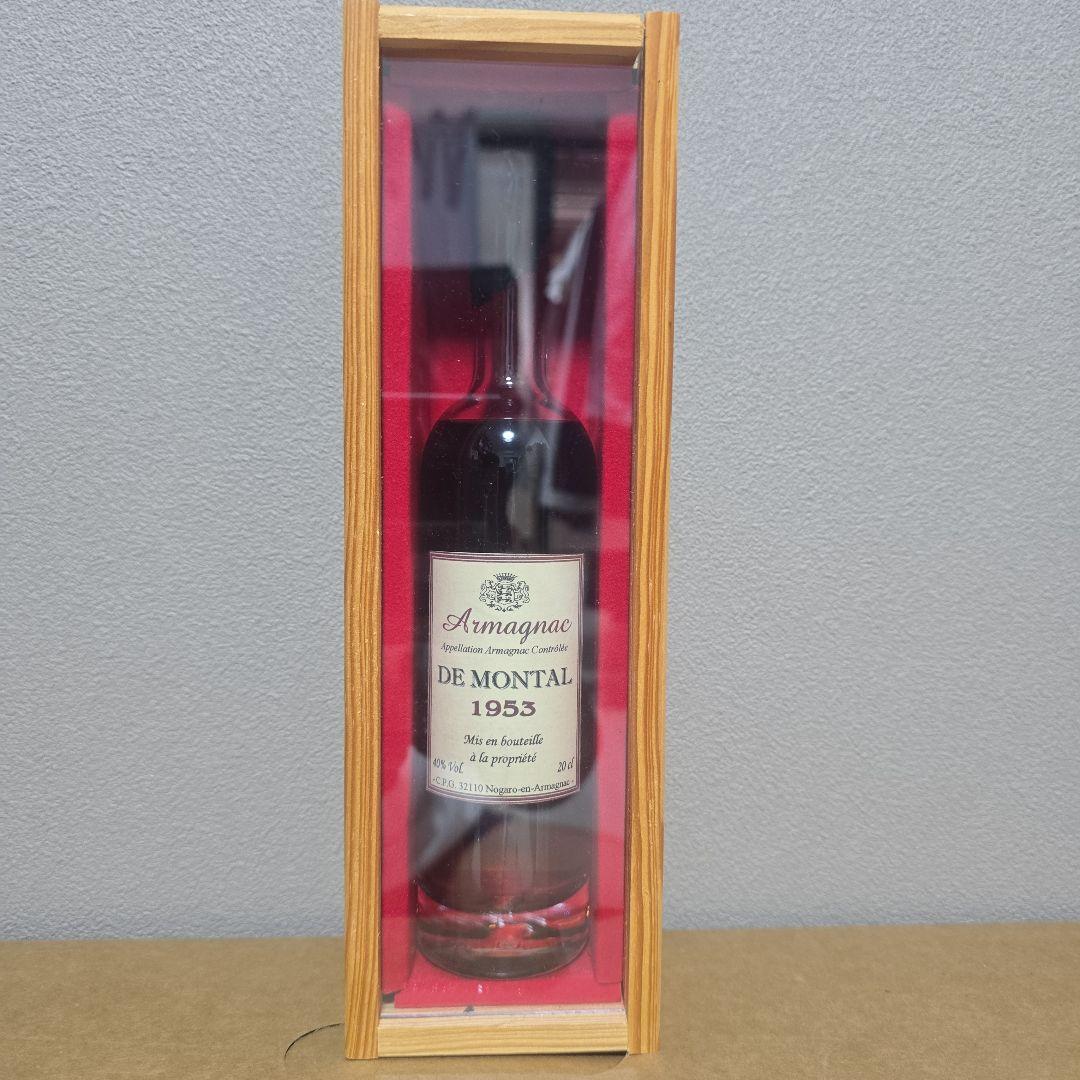 Armagnac
Appellation Armagnac Contrôlée
DE MONTAL
1953
Mis en bouteille
à la propriété
40% Vol. 20 cl
-C.P.G. 32110 Nogaro-en-Armagnac-